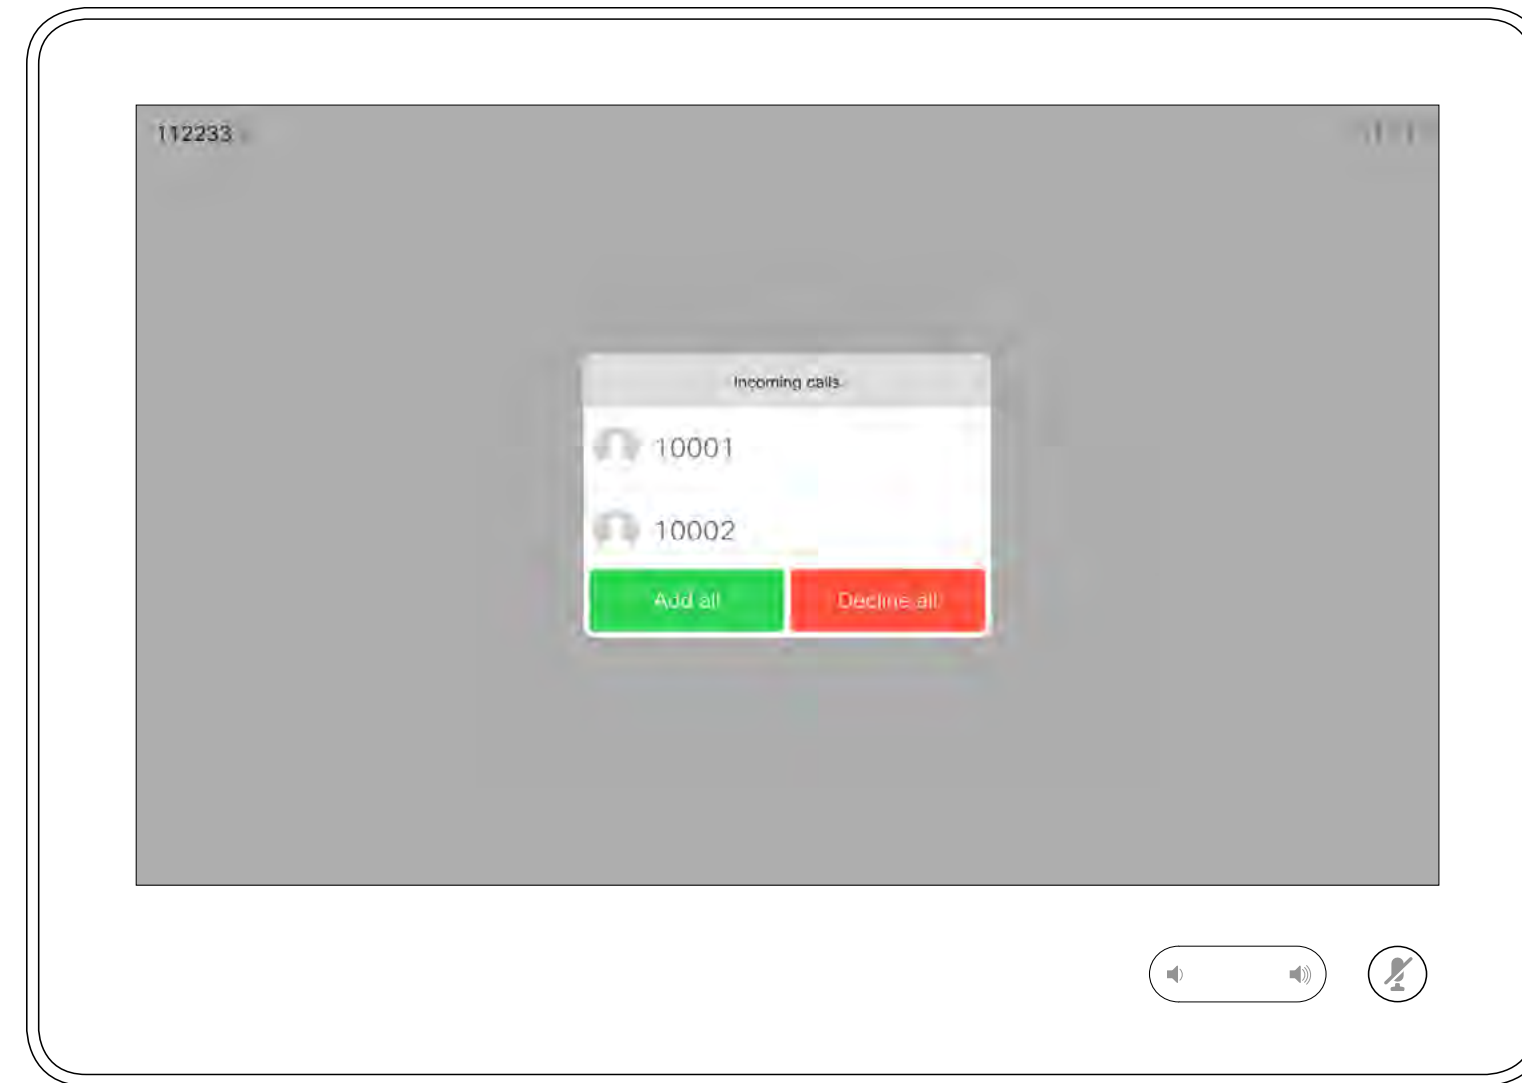 112233
Incoming calls
10001
10002
Add all
Decline all